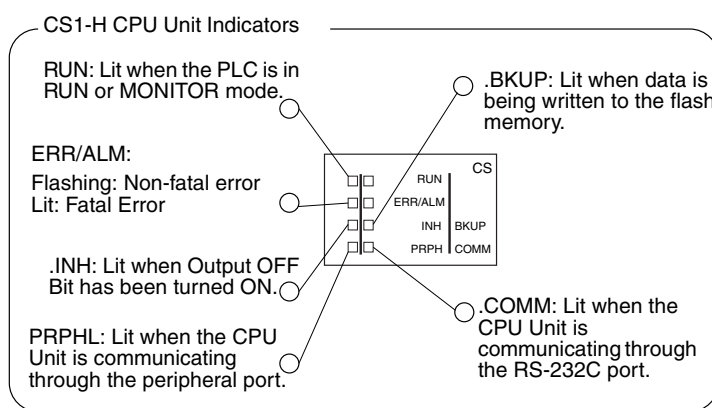 CS1-H CPU Unit Indicators
RUN: Lit when the PLC is in
RUN or MONITOR mode.
ERR/ALM:
Flashing: Non-fatal error
Lit: Fatal Error
.INH: Lit when Output OFF
Bit has been turned ON.
PRPHL: Lit when the CPU
Unit is communicating
through the peripheral port.
CS
RUN
ERR/ALM
INH BKUP
PRPH COMM
.BKUP: Lit when data is
being written to the flash
memory.
.COMM: Lit when the
CPU Unit is
communicating through
the RS-232C port.